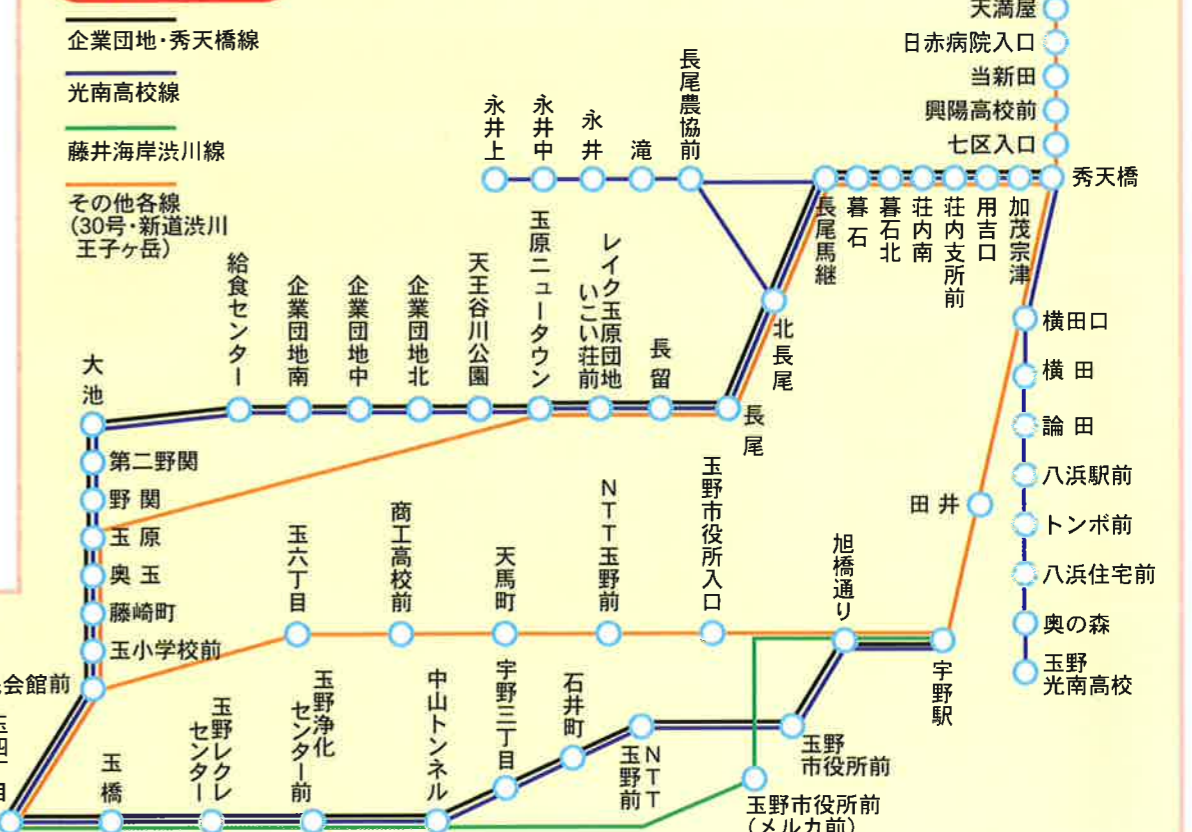 企業団地・秀天橋線
光南高校線
藤井海岸渋川線
その他各線
(30号・新道渋川
王子ヶ岳)
天満屋
日赤病院入口
当新田
興陽高校前
七区入口
秀天橋
永井上
永井中
永井
滝
長尾農協前
長尾馬継
暮石
暮石北
荘内南
荘内支所前
用吉口
加茂宗津
北長尾
長尾
長留
レイク玉原団地
いこい荘前
玉原ニュータウン
天王谷川公園
企業団地北
企業団地中
企業団地南
給食センター
大池
第二野関
野関
玉原
奥玉
藤崎町
玉小学校前
会館前
玉六丁目
商工高校前
天馬町
NTT玉野前
玉野市役所入口
旭橋通り
宇野駅
田井
横田口
横田
論田
八浜駅前
トンボ前
八浜住宅前
奥の森
玉野
光南高校
玉橋
玉野レクレ
センター
玉野浄化
センター前
中山トンネル
宇野三丁目
石井町
NTT
玉野前
玉野
市役所前
玉野市役所前
(メルカ前)